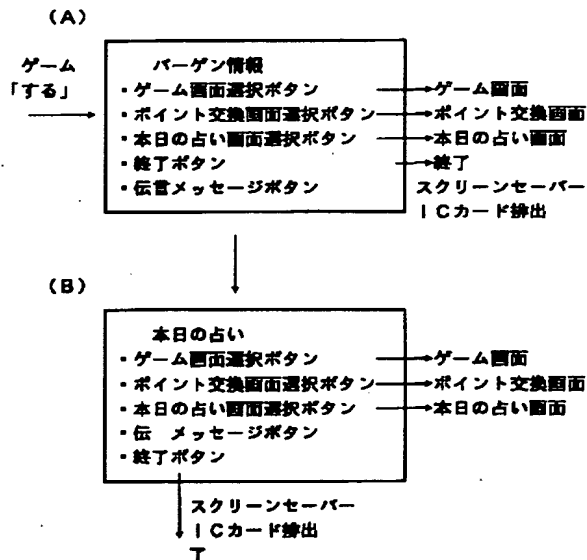 (A)
ゲーム
「する」
バーゲン情報
・ゲーム画面選択ボタン
ゲーム画面
・ポイント交換画面選択ボタン
ポイント交換画面
・本日の占い画面選択ボタン
本日の占い画面
・終了ボタン
終了
・伝言メッセージボタン
スクリーンセーバー
ICカード排出
(B)
本日の占い
・ゲーム画面選択ボタン
ゲーム画面
・ポイント交換画面選択ボタン
ポイント交換画面
・本日の占い画面選択ボタン
本日の占い画面
・伝 メッセージボタン
・終了ボタン
スクリーンセーバー
ICカード排出
了